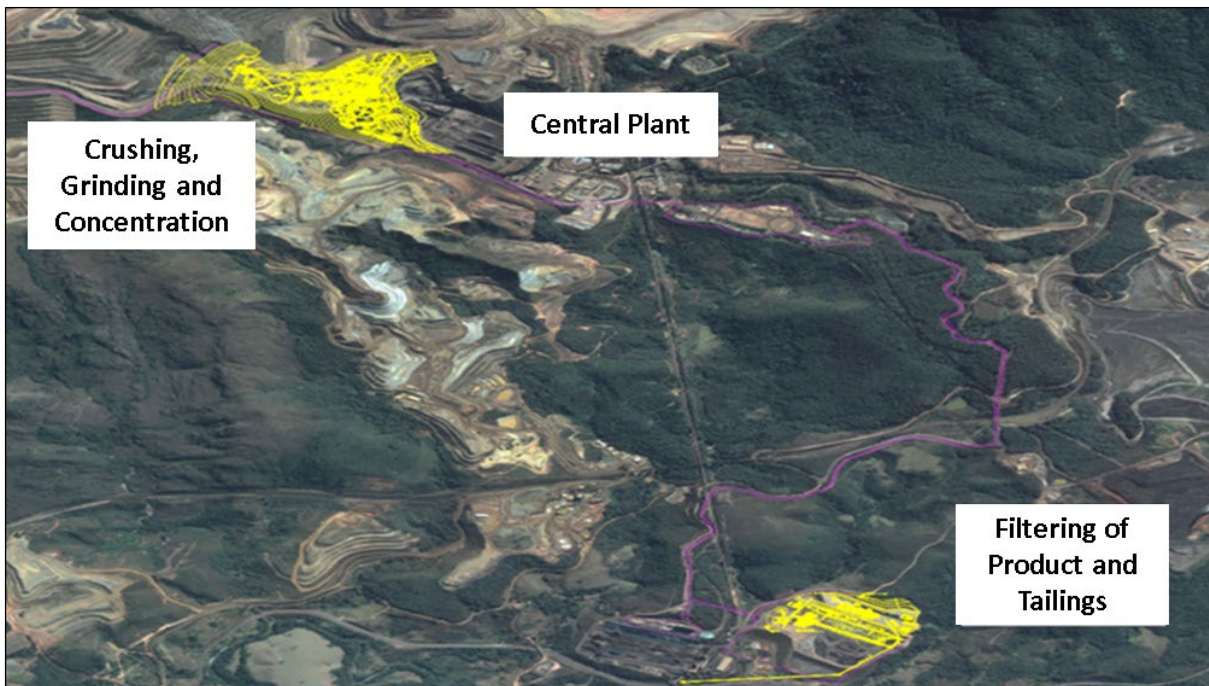 Crushing,
Grinding and
Concentration
Central Plant
Filtering of
Product and
Tailings